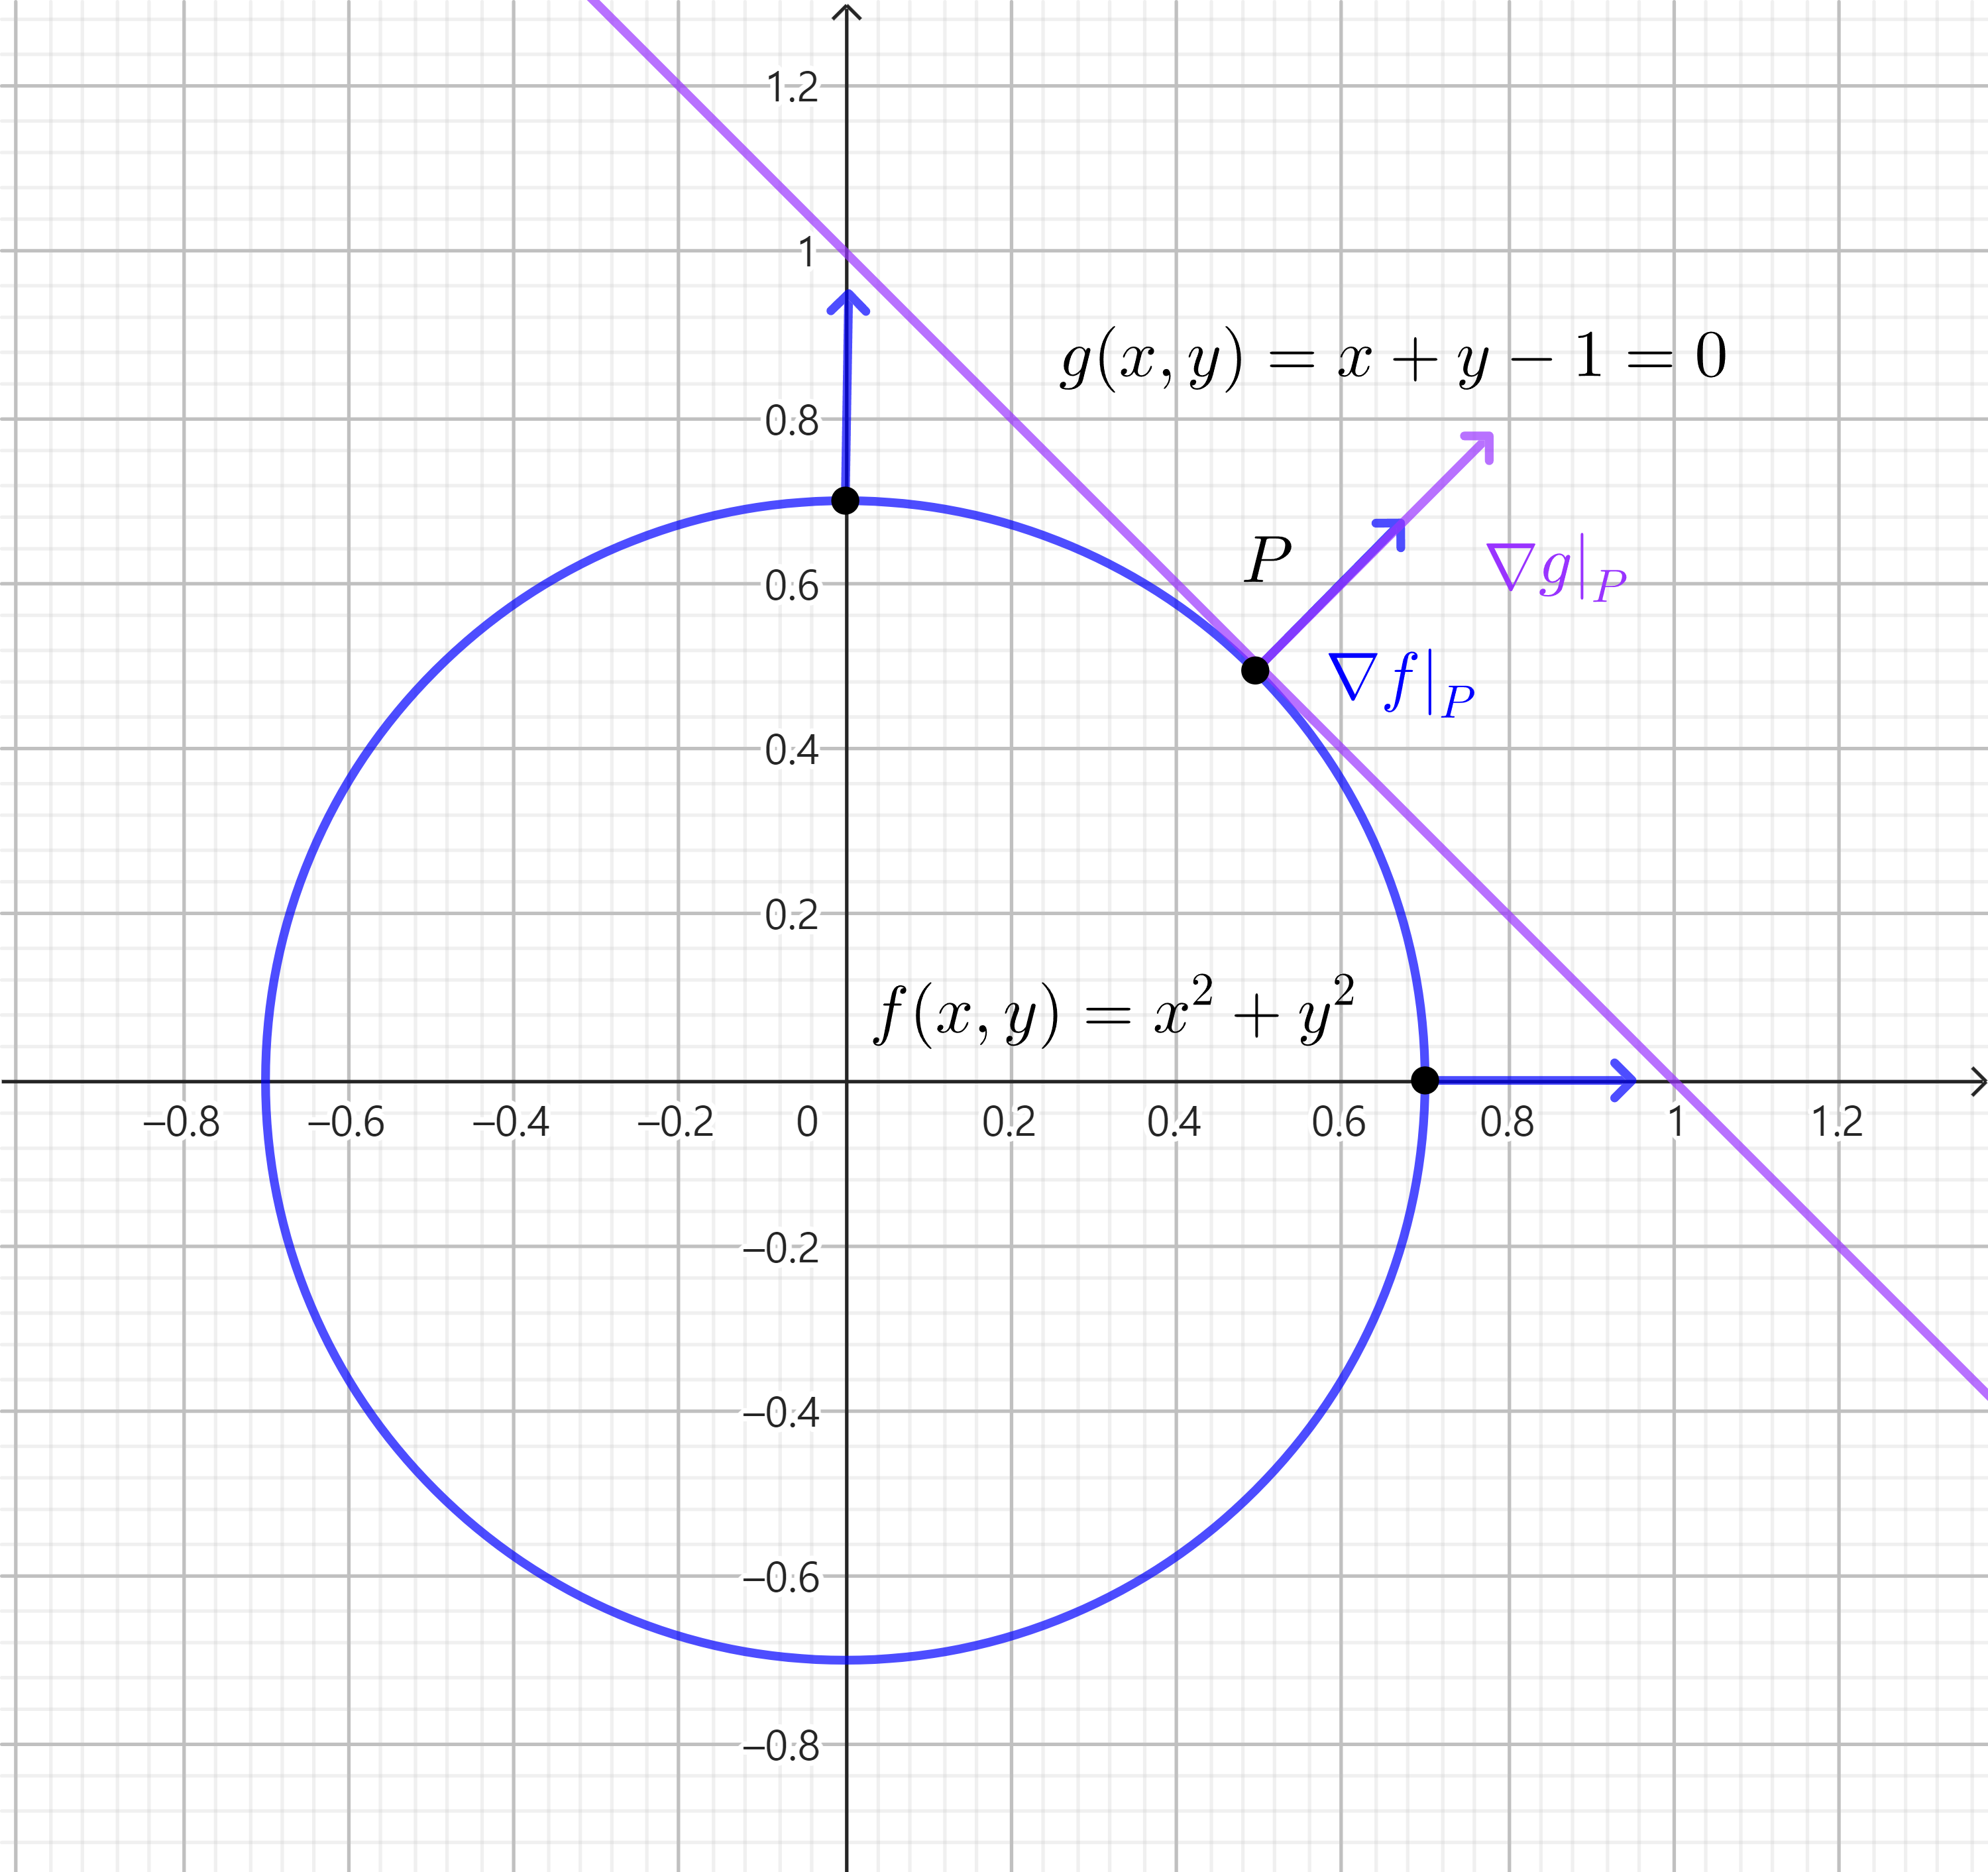 1.2
1
g(x, y) = x + y − 1 = 0
0.8
P
∇g|_P
0.6
∇f|_P
0.4
0.2
f(x, y) = x² + y²
−0.8 −0.6 −0.4 −0.2 0 0.2 0.4 0.6 0.8 1 1.2
−0.2
−0.4
−0.6
−0.8